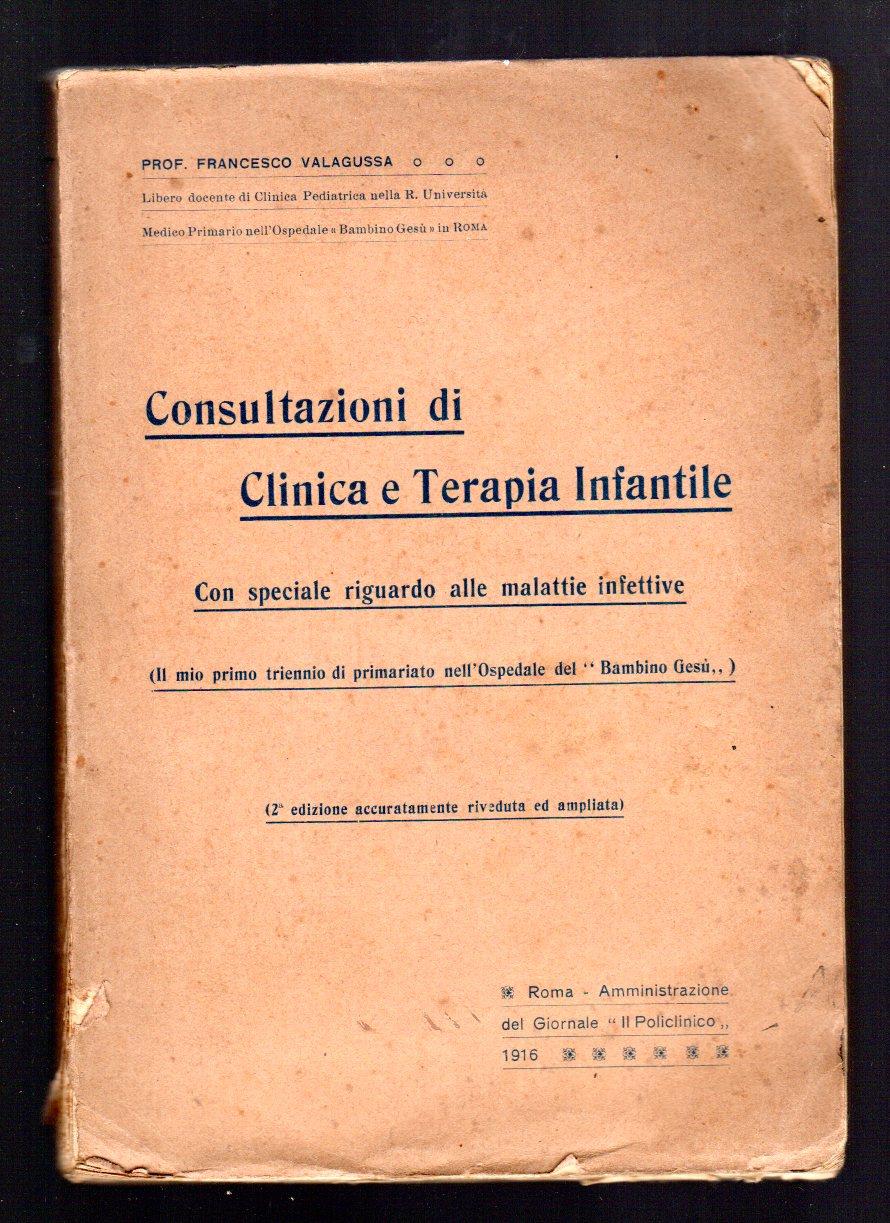 PROF. FRANCESCO VALAGUSSA o o o
Libero docente di Clinica Pediatrica nella R. Università
Medico Primario nell'Ospedale « Bambino Gesù » in ROMA
Consultazioni di
Clinica e Terapia Infantile
Con speciale riguardo alle malattie infettive
(Il mio primo triennio di primariato nell'Ospedale del “ Bambino Gesù,, )
(2ª edizione accuratamente riveduta ed ampliata)
Roma - Amministrazione
del Giornale “ Il Policlinico „
1916